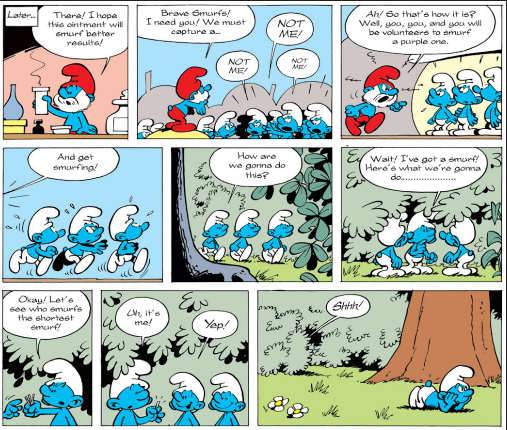 Later...
There! I hope
this ointment will
smurf better
results!
Brave Smurfs!
I need you! We must
capture a...
NOT
ME!
NOT
ME!
NOT
ME!
Ah! So that's how it is?
Well, you, you, and you will
be volunteers to smurf
a purple one.
And get
smurfing!
How are
we gonna do
this?
Wait! I've got a smurf!
Here's what we're gonna
do...................
Okay! Let's
see who smurfs
the shortest
smurf!
Uh, it's
me!
Yep!
Shhh!